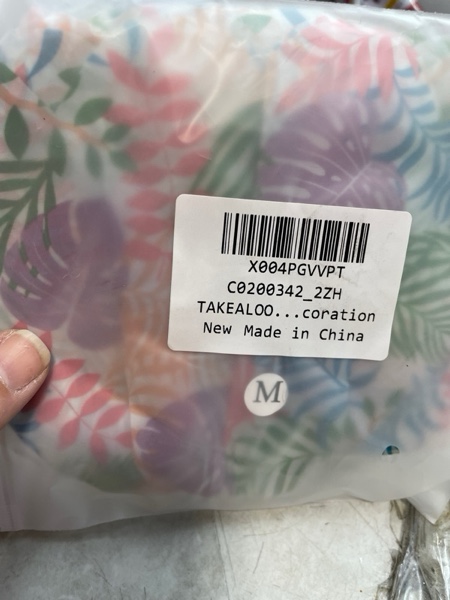 X004PGVVPT
C0200342_2ZH
TAKEALOO...coration
New Made in China
M